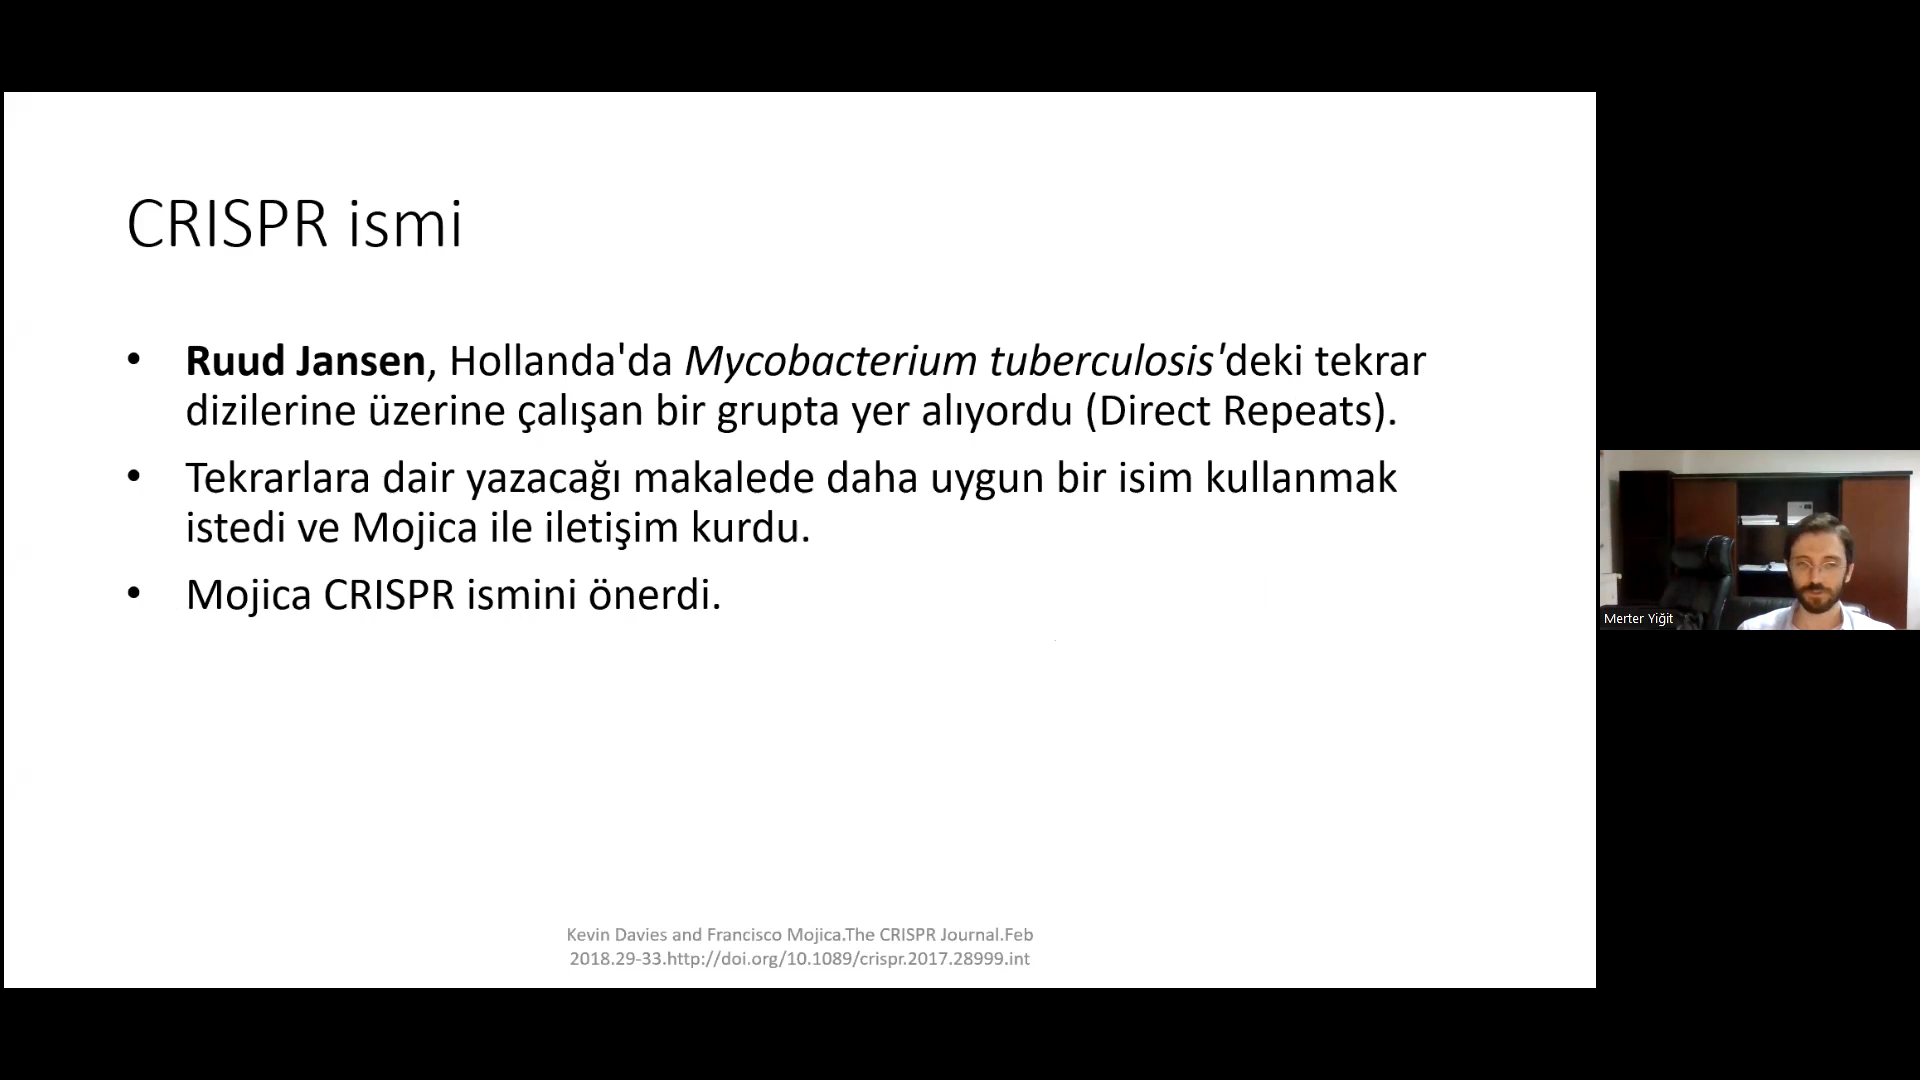 CRISPR ismi
• Ruud Jansen, Hollanda'da Mycobacterium tuberculosis'deki tekrar
dizilerine üzerine çalışan bir grupta yer alıyordu (Direct Repeats).
• Tekrarlara dair yazacağı makalede daha uygun bir isim kullanmak
istedi ve Mojica ile iletişim kurdu.
• Mojica CRISPR ismini önerdi.
Kevin Davies and Francisco Mojica.The CRISPR Journal.Feb
2018.29-33.http://doi.org/10.1089/crispr.2017.28999.int
Merter Yiğit